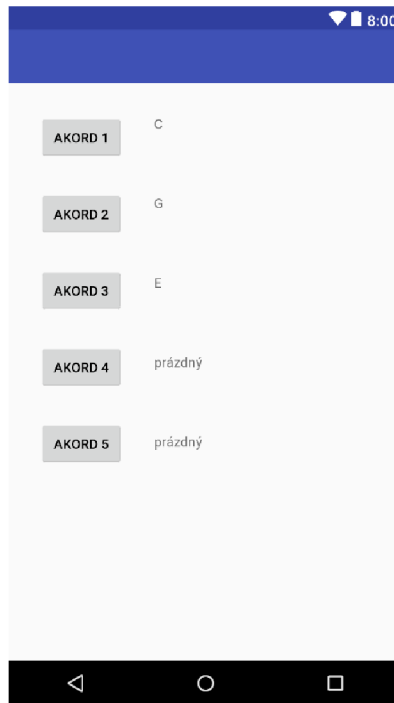 8:00
AKORD 1
C
AKORD 2
G
AKORD 3
E
AKORD 4
prázdný
AKORD 5
prázdný